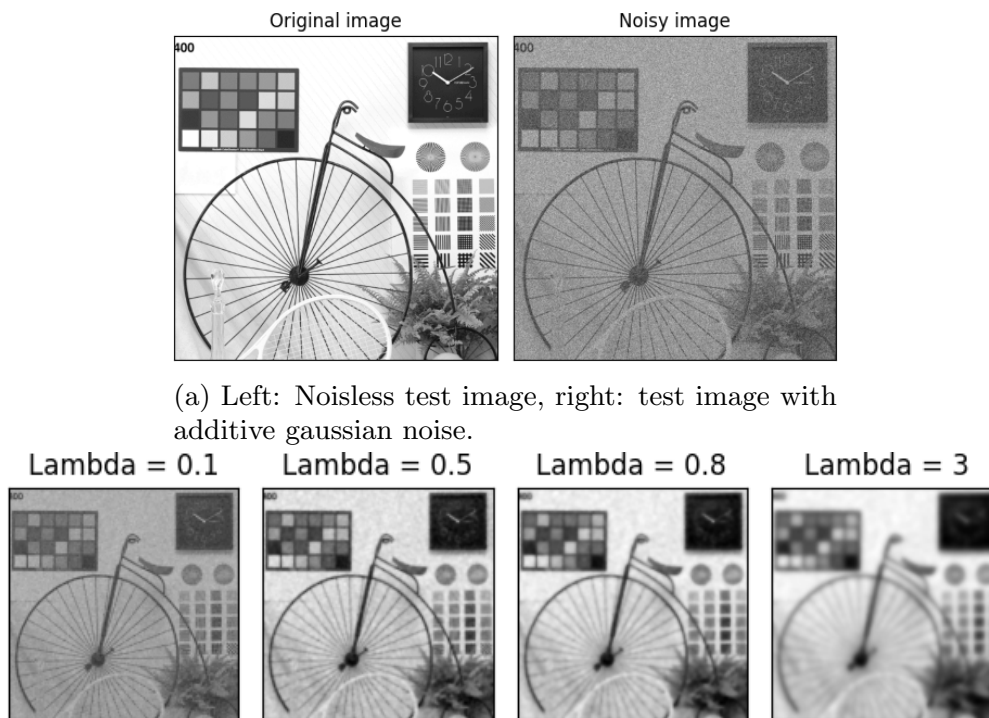 Original image
Noisy image
400
400
(a) Left: Noisless test image, right: test image with
additive gaussian noise.
Lambda = 0.1
Lambda = 0.5
Lambda = 0.8
Lambda = 3